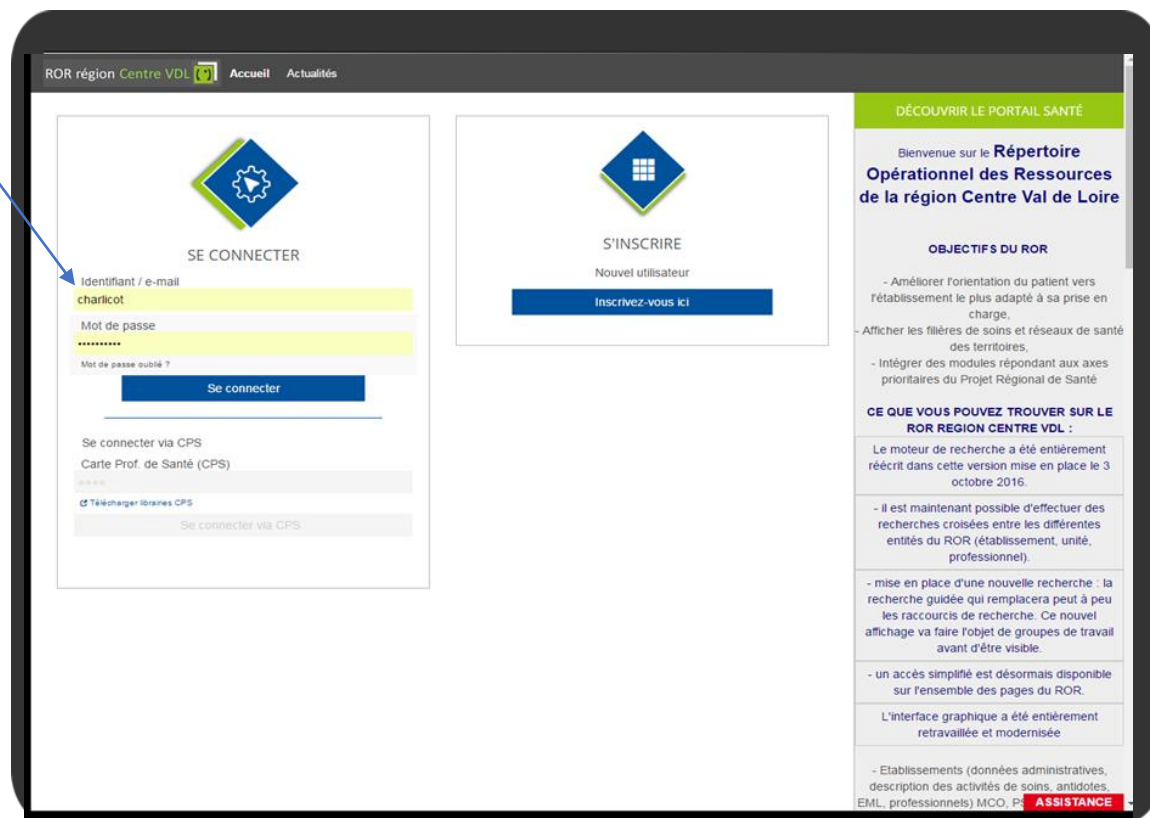 ROR région Centre VDL Accueil Actualités
SE CONNECTER
Identifiant / e-mail
charlicot
Mot de passe
••••••••••
Mot de passe oublié ?
Se connecter
Se connecter via CPS
Carte Prof. de Santé (CPS)
Télécharger librairies CPS
Se connecter via CPS
S'INSCRIRE
Nouvel utilisateur
Inscrivez-vous ici
DÉCOUVRIR LE PORTAIL SANTÉ
Bienvenue sur le Répertoire
Opérationnel des Ressources
de la région Centre Val de Loire
OBJECTIFS DU ROR
- Améliorer l'orientation du patient vers
l'établissement le plus adapté à sa prise en
charge,
- Afficher les filières de soins et réseaux de santé
des territoires,
- Intégrer des modules répondant aux axes
prioritaires du Projet Régional de Santé
CE QUE VOUS POUVEZ TROUVER SUR LE
ROR REGION CENTRE VDL :
Le moteur de recherche a été entièrement
réécrit dans cette version mise en place le 3
octobre 2016.
- il est maintenant possible d'effectuer des
recherches croisées entre les différentes
entités du ROR (établissement, unité,
professionnel).
- mise en place d'une nouvelle recherche : la
recherche guidée qui remplacera peut à peu
les raccourcis de recherche. Ce nouvel
affichage va faire l'objet de groupes de travail
avant d'être visible.
- un accès simplifié est désormais disponible
sur l'ensemble des pages du ROR.
L'interface graphique a été entièrement
retravaillée et modernisée
- Etablissements (données administratives,
description des activités de soins, antidotes,
EML, professionnels) MCO, ASSISTANCE